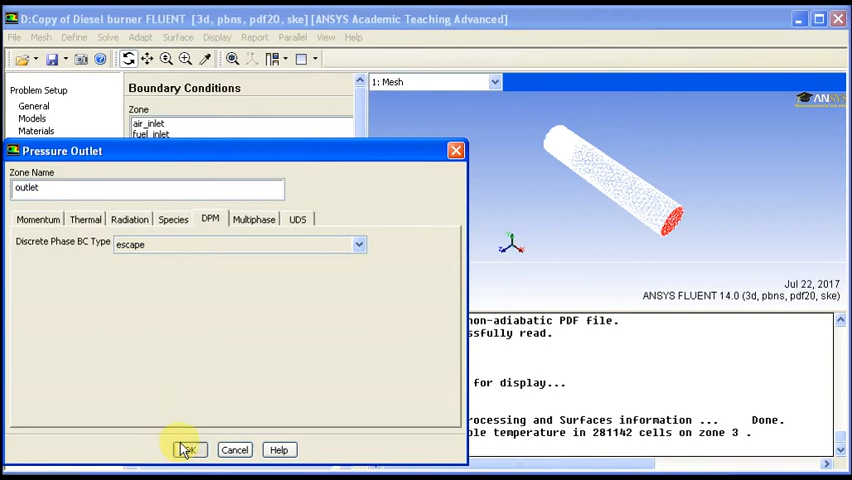 D:Copy of Diesel burner FLUENT [3d, pbns, pdf20, ske] [ANSYS Academic Teaching Advanced]
File Mesh Define Solve Adapt Surface Display Report Parallel View Help
Problem Setup
General
Models
Materials
Boundary Conditions
Zone
air_inlet
fuel_inlet
1: Mesh
ANSYS
Pressure Outlet
Zone Name
outlet
Momentum Thermal Radiation Species DPM Multiphase UDS
Discrete Phase BC Type escape
OK Cancel Help
Jul 22, 2017
ANSYS FLUENT 14.0 (3d, pbns, pdf20, ske)
non-adiabatic PDF file.
ssfully read.
for display...
rocessing and Surfaces information ... Done.
ole temperature in 281142 cells on zone 3 .